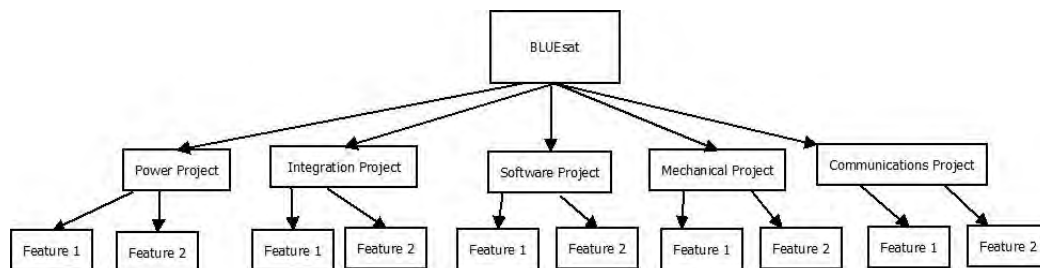 BLUEsat
Power Project
Integration Project
Software Project
Mechanical Project
Communications Project
Feature 1
Feature 2
Feature 1
Feature 2
Feature 1
Feature 2
Feature 1
Feature 2
Feature 1
Feature 2